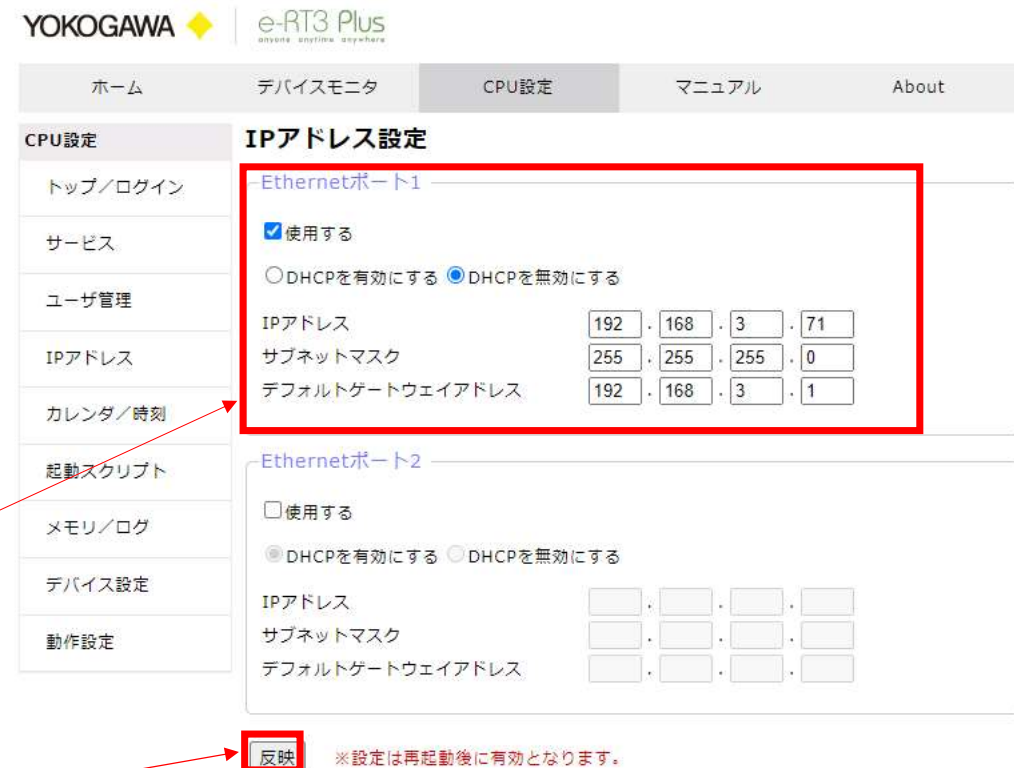 YOKOGAWA e-RT3 Plus
anyone anytime anywhere
ホーム デバイスモニタ CPU設定 マニュアル About
CPU設定
トップ／ログイン
サービス
ユーザ管理
IPアドレス
カレンダ／時刻
起動スクリプト
メモリ／ログ
デバイス設定
動作設定
IPアドレス設定
Ethernetポート1
使用する
DHCPを有効にする DHCPを無効にする
IPアドレス 192 . 168 . 3 . 71
サブネットマスク 255 . 255 . 255 . 0
デフォルトゲートウェイアドレス 192 . 168 . 3 . 1
Ethernetポート2
使用する
DHCPを有効にする DHCPを無効にする
IPアドレス . . .
サブネットマスク . . .
デフォルトゲートウェイアドレス . . .
反映 ※設定は再起動後に有効となります。